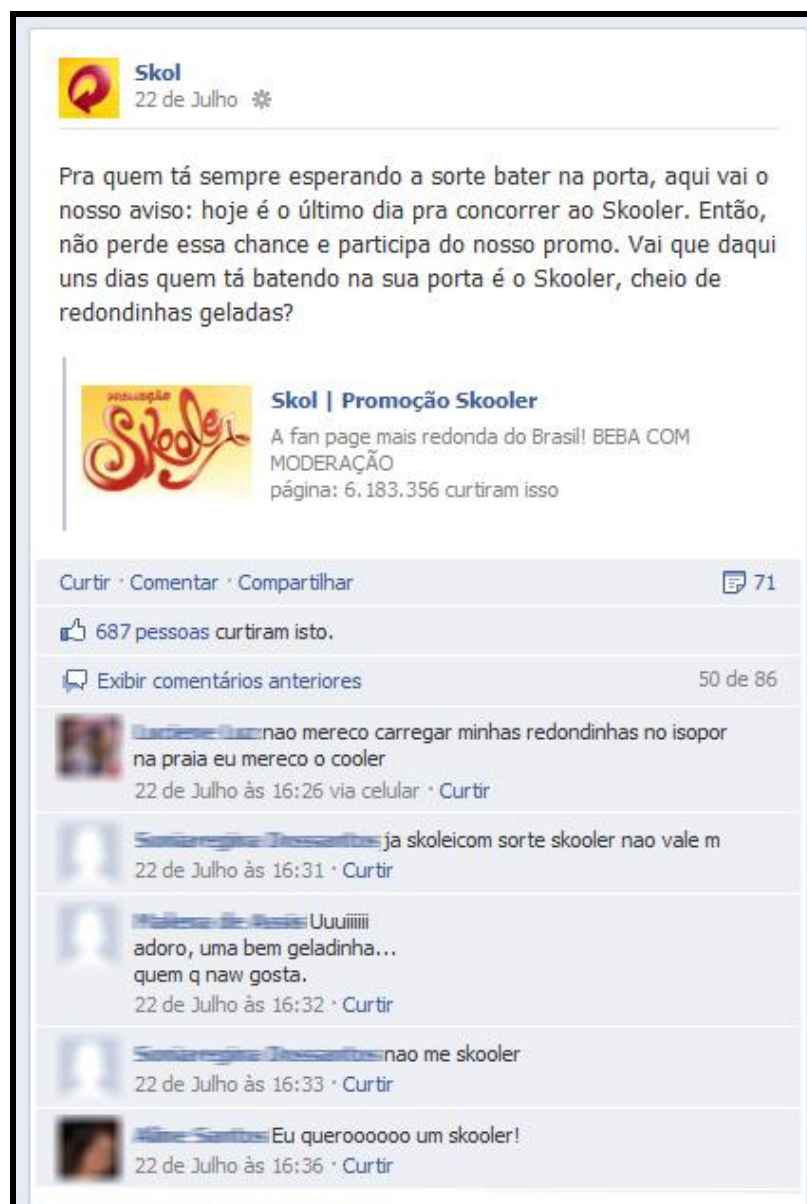 Skol
22 de Julho
Pra quem tá sempre esperando a sorte bater na porta, aqui vai o
nosso aviso: hoje é o último dia pra concorrer ao Skooler. Então,
não perde essa chance e participa do nosso promo. Vai que daqui
uns dias quem tá batendo na sua porta é o Skooler, cheio de
redondinhas geladas?
PROMOÇÃO
Skooler
Skol | Promoção Skooler
A fan page mais redonda do Brasil! BEBA COM
MODERAÇÃO
página: 6.183.356 curtiram isso
Curtir · Comentar · Compartilhar 71
687 pessoas curtiram isto.
Exibir comentários anteriores 50 de 86
nao mereco carregar minhas redondinhas no isopor
na praia eu mereco o cooler
22 de Julho às 16:26 via celular · Curtir
ja skoleicom sorte skooler nao vale m
22 de Julho às 16:31 · Curtir
Uuuiiiiii
adoro, uma bem geladinha...
quem q naw gosta.
22 de Julho às 16:32 · Curtir
nao me skooler
22 de Julho às 16:33 · Curtir
Eu queroooooo um skooler!
22 de Julho às 16:36 · Curtir